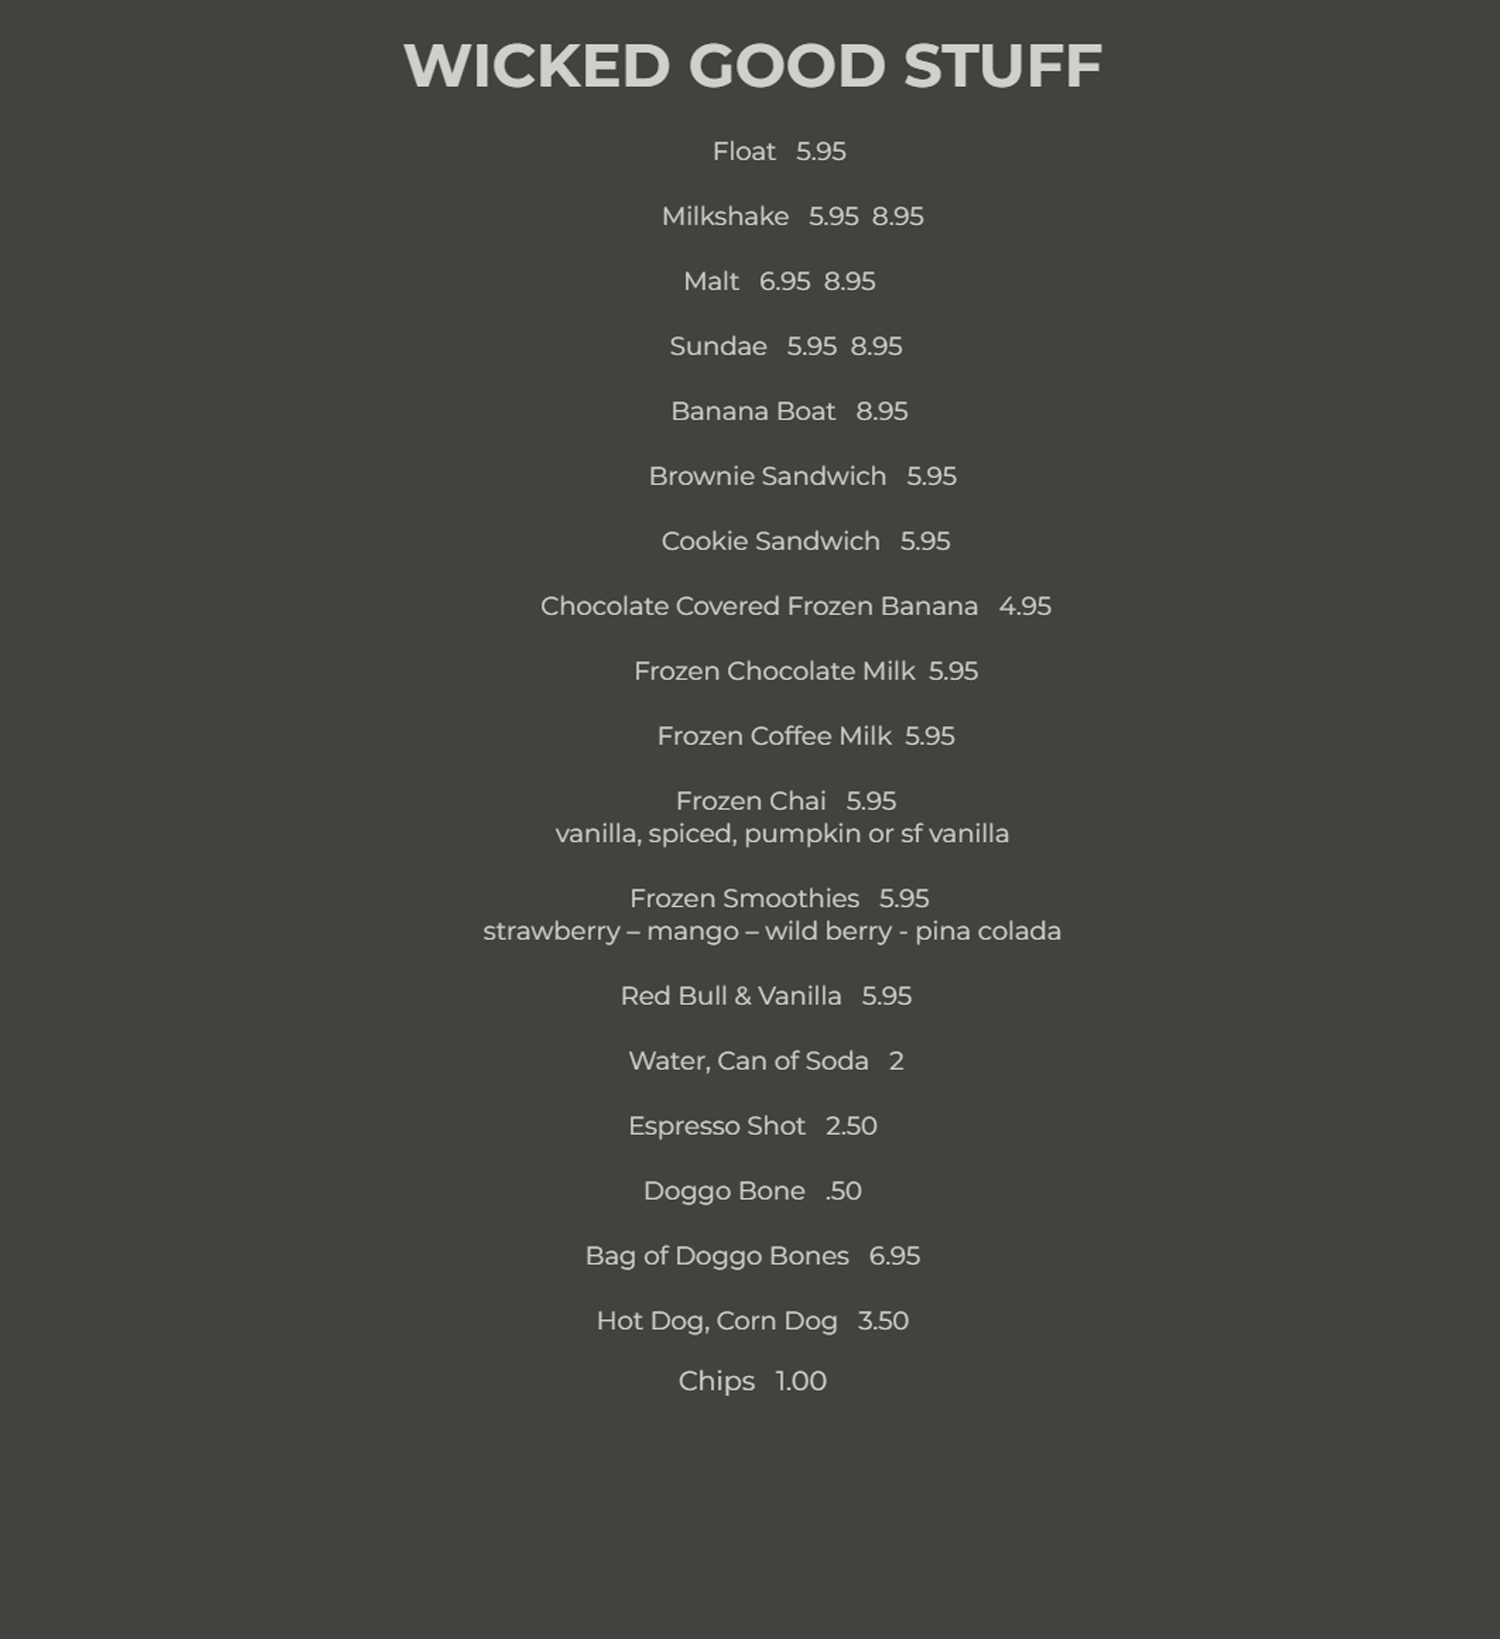 WICKED GOOD STUFF
Float 5.95
Milkshake 5.95 8.95
Malt 6.95 8.95
Sundae 5.95 8.95
Banana Boat 8.95
Brownie Sandwich 5.95
Cookie Sandwich 5.95
Chocolate Covered Frozen Banana 4.95
Frozen Chocolate Milk 5.95
Frozen Coffee Milk 5.95
Frozen Chai 5.95
vanilla, spiced, pumpkin or sf vanilla
Frozen Smoothies 5.95
strawberry – mango – wild berry - pina colada
Red Bull & Vanilla 5.95
Water, Can of Soda 2
Espresso Shot 2.50
Doggo Bone .50
Bag of Doggo Bones 6.95
Hot Dog, Corn Dog 3.50
Chips 1.00